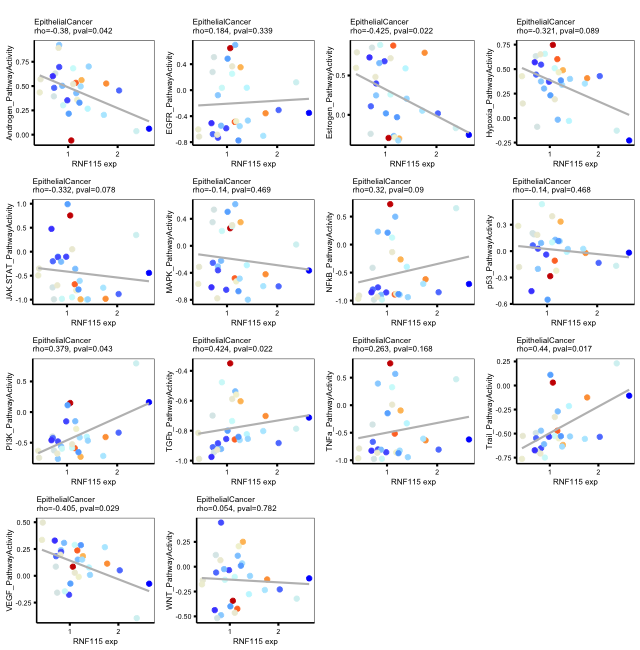 EpithelialCancer
rho=-0.38, pval=0.042
Androgen_PathwayActivity
0.75
0.50
0.25
0.00
1
2
RNF115 exp
EpithelialCancer
rho=0.184, pval=0.339
EGFR_PathwayActivity
0.4
0.0
-0.4
-0.8
1
2
RNF115 exp
EpithelialCancer
rho=-0.425, pval=0.022
Estrogen_PathwayActivity
0.5
0.0
1
2
RNF115 exp
EpithelialCancer
rho=-0.321, pval=0.089
Hypoxia_PathwayActivity
0.75
0.50
0.25
0.00
-0.25
1
2
RNF115 exp
EpithelialCancer
rho=-0.332, pval=0.078
JAK.STAT_PathwayActivity
1.0
0.5
0.0
-0.5
-1.0
1
2
RNF115 exp
EpithelialCancer
rho=-0.14, pval=0.469
MAPK_PathwayActivity
0.4
0.0
-0.4
-0.8
1
2
RNF115 exp
EpithelialCancer
rho=0.32, pval=0.09
NFkB_PathwayActivity
0.5
0.0
-0.5
-1.0
1
2
RNF115 exp
EpithelialCancer
rho=-0.14, pval=0.468
p53_PathwayActivity
0.3
0.0
-0.3
-0.6
1
2
RNF115 exp
EpithelialCancer
rho=0.379, pval=0.043
PI3K_PathwayActivity
0.5
0.0
-0.5
1
2
RNF115 exp
EpithelialCancer
rho=0.424, pval=0.022
TGFb_PathwayActivity
-0.4
-0.6
-0.8
-1.0
1
2
RNF115 exp
EpithelialCancer
rho=0.263, pval=0.168
TNFa_PathwayActivity
0.5
0.0
-0.5
-1.0
1
2
RNF115 exp
EpithelialCancer
rho=0.44, pval=0.017
Trail_PathwayActivity
0.25
0.00
-0.25
-0.50
-0.75
1
2
RNF115 exp
EpithelialCancer
rho=-0.405, pval=0.029
VEGF_PathwayActivity
0.50
0.25
0.00
-0.25
1
2
RNF115 exp
EpithelialCancer
rho=0.054, pval=0.782
WNT_PathwayActivity
0.50
0.25
0.00
-0.25
-0.50
1
2
RNF115 exp